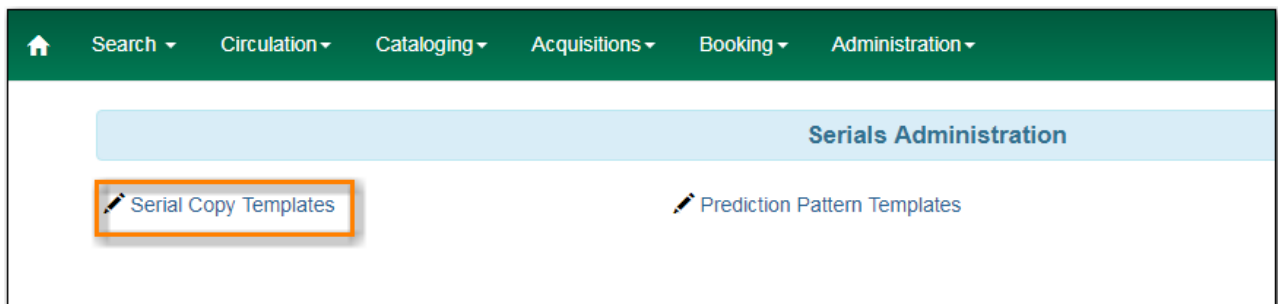 Search Circulation Cataloging Acquisitions Booking Administration
Serials Administration
Serial Copy Templates Prediction Pattern Templates